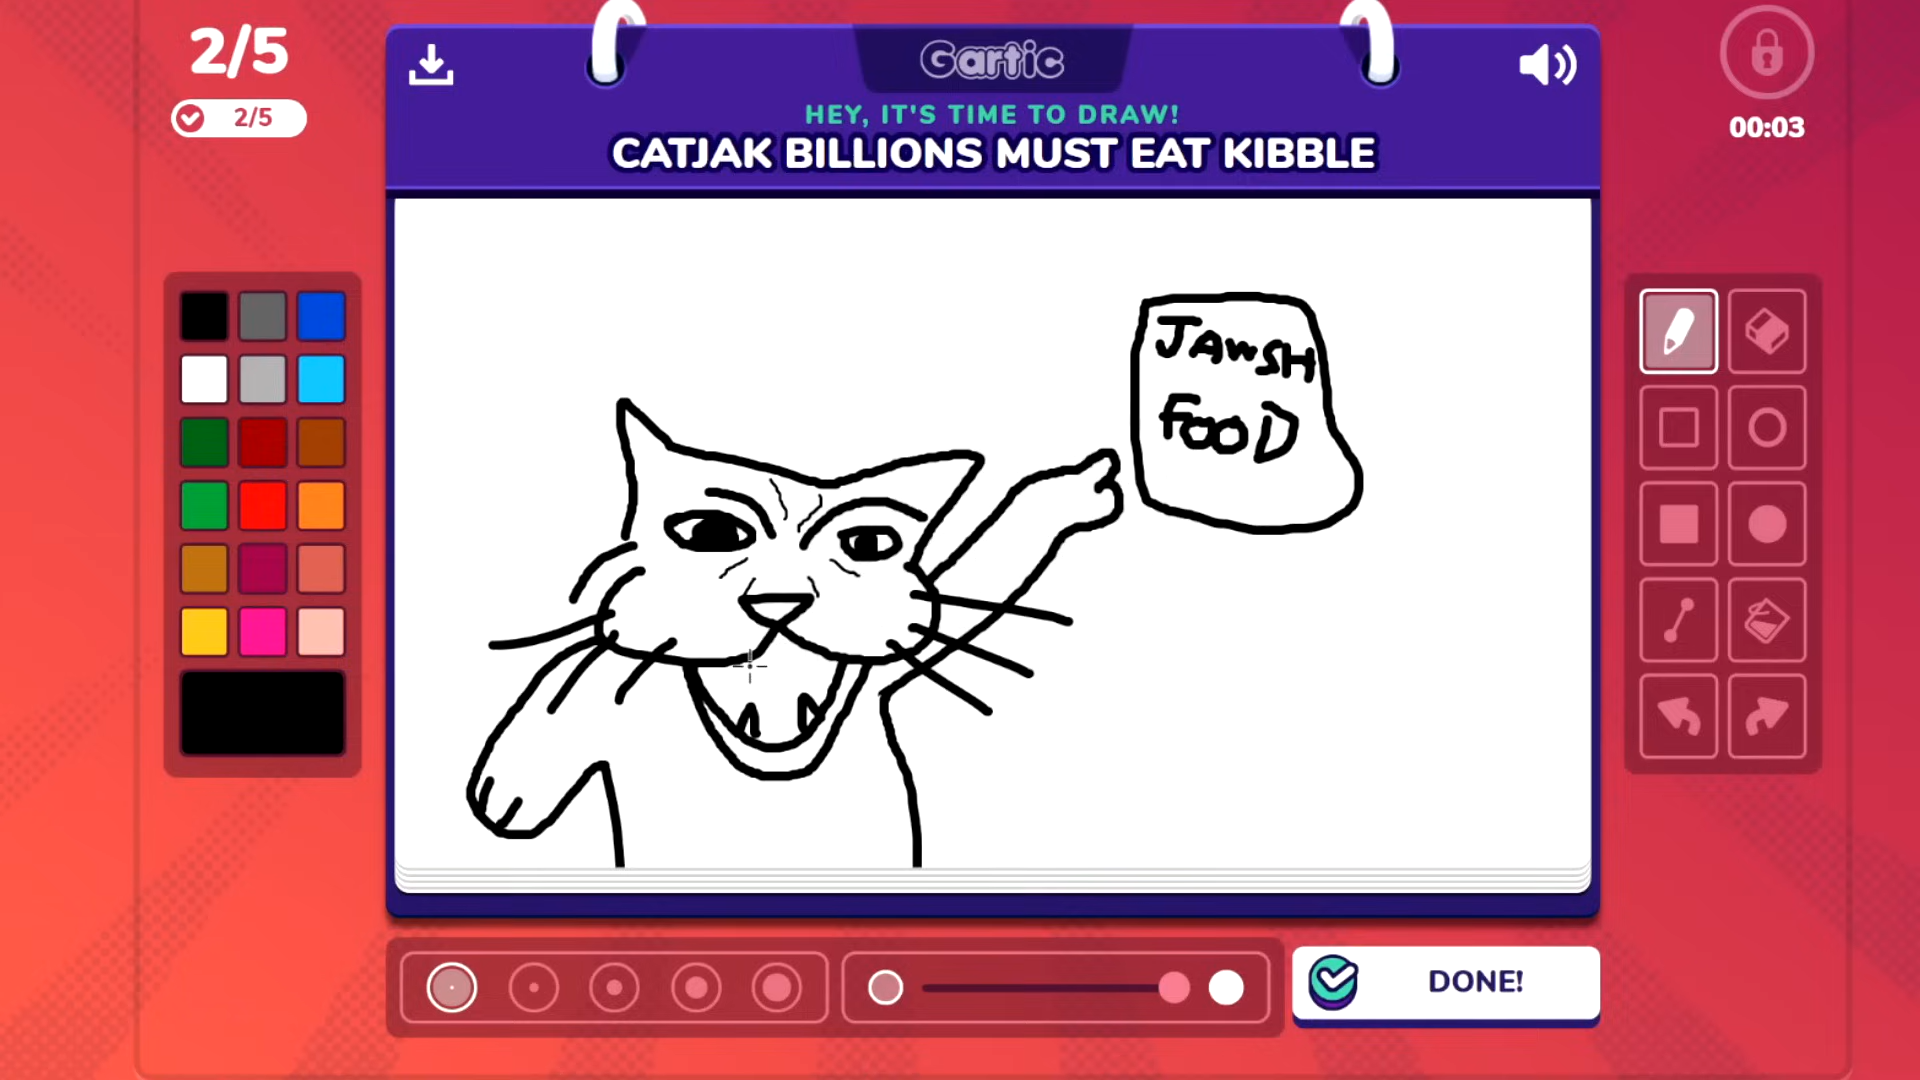 2/5
2/5
Gartic
HEY, IT'S TIME TO DRAW!
CATJAK BILLIONS MUST EAT KIBBLE
00:03
JAWSH
FOOD
DONE!